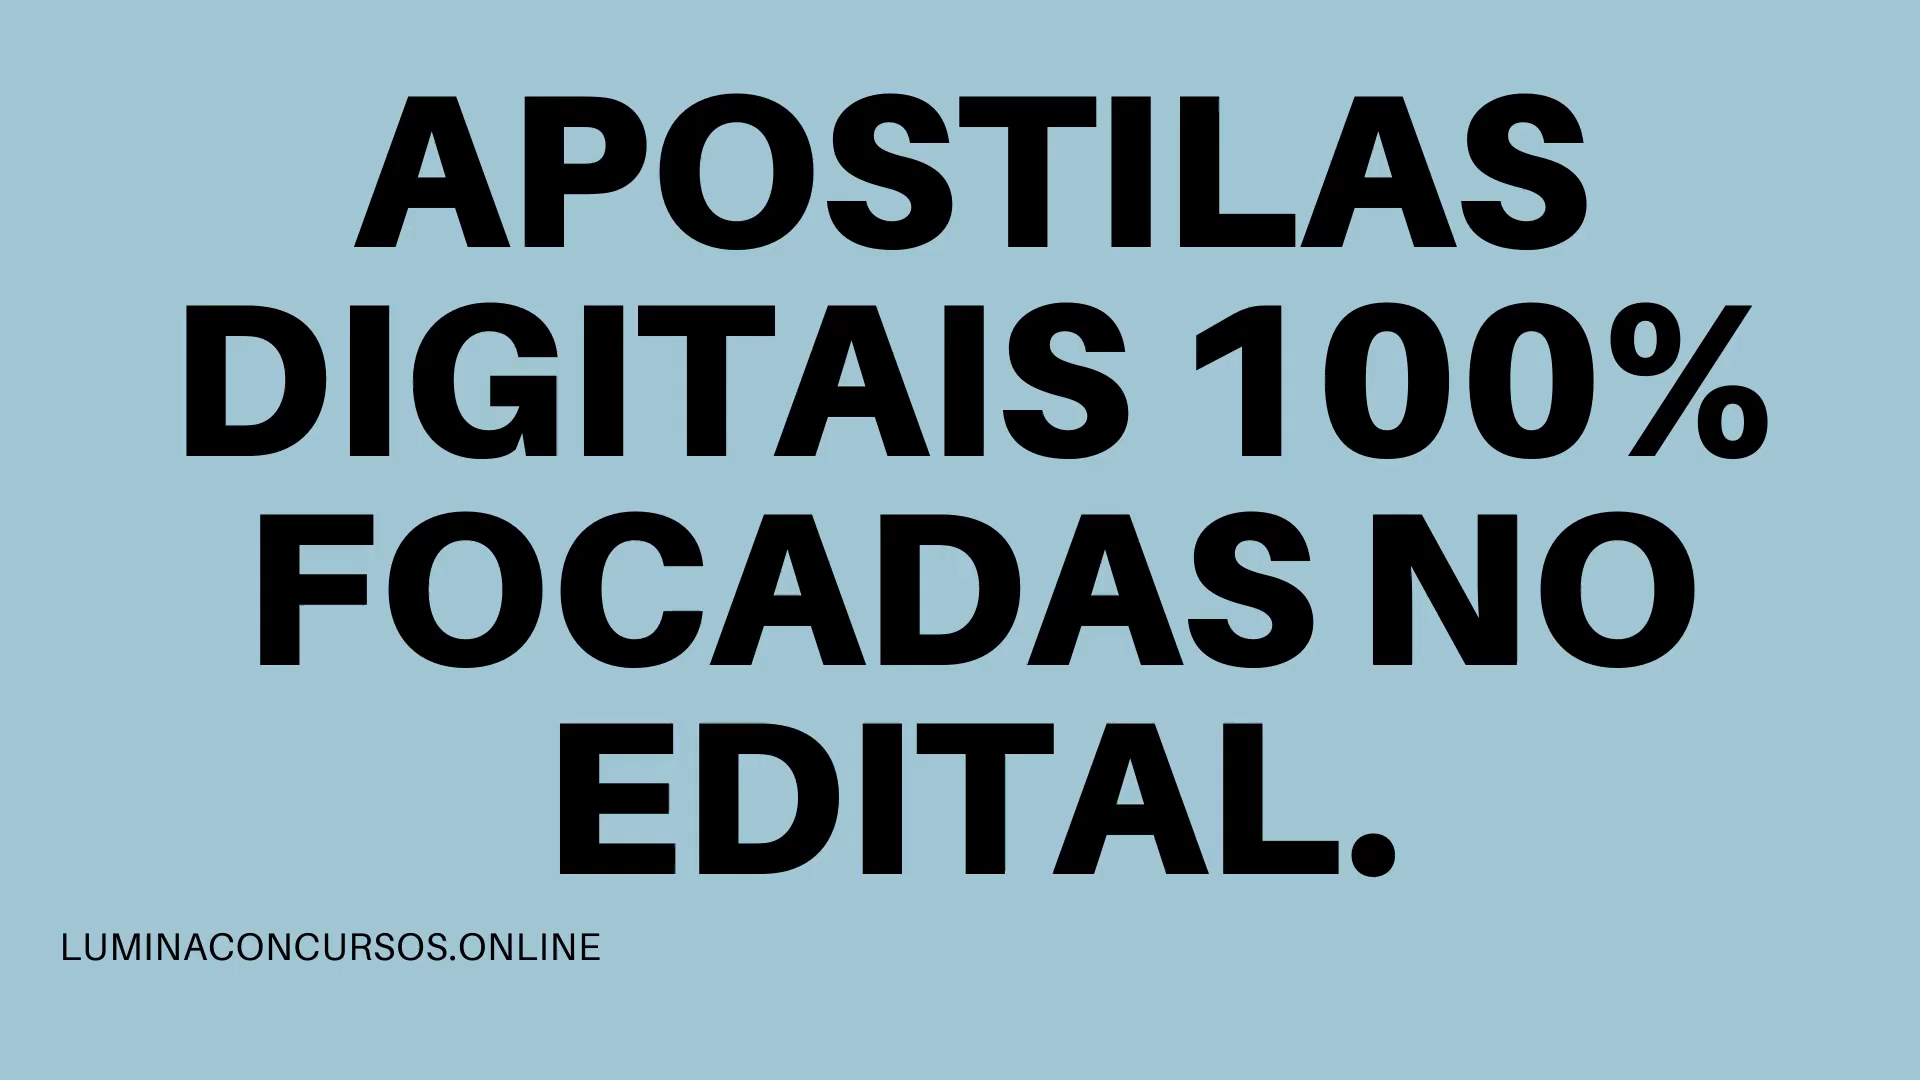 APOSTILAS
DIGITAIS 100%
FOCADAS NO
EDITAL.
LUMINACONCURSOS.ONLINE